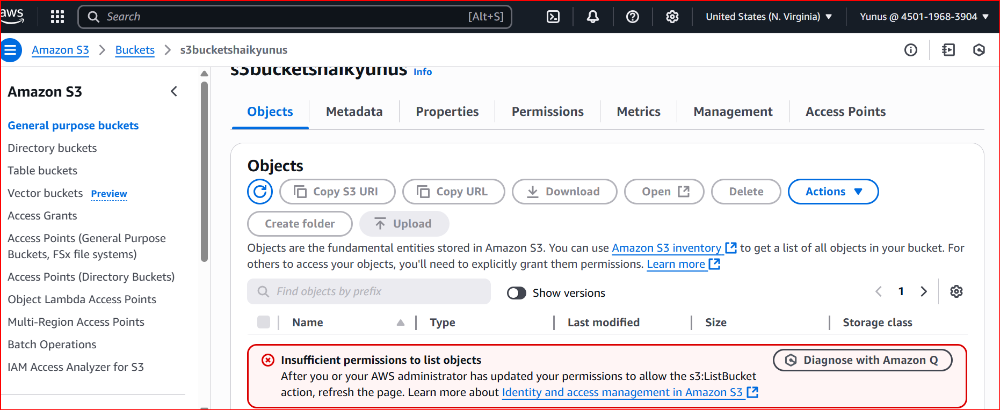 aws
Search
[Alt+S]
United States (N. Virginia)
Yunus @ 4501-1968-3904
Amazon S3
Buckets
s3bucketshaikyunus
Amazon S3
General purpose buckets
Directory buckets
Table buckets
Vector buckets Preview
Access Grants
Access Points (General Purpose
Buckets, FSx file systems)
Access Points (Directory Buckets)
Object Lambda Access Points
Multi-Region Access Points
Batch Operations
IAM Access Analyzer for S3
s3bucketshaikyunus Info
Objects
Metadata
Properties
Permissions
Metrics
Management
Access Points
Objects
Copy S3 URI
Copy URL
Download
Open
Delete
Actions
Create folder
Upload
Objects are the fundamental entities stored in Amazon S3. You can use Amazon S3 inventory to get a list of all objects in your bucket. For
others to access your objects, you'll need to explicitly grant them permissions. Learn more
Find objects by prefix
Show versions
1
Name
Type
Last modified
Size
Storage class
Insufficient permissions to list objects
After you or your AWS administrator has updated your permissions to allow the s3:ListBucket
action, refresh the page. Learn more about Identity and access management in Amazon S3
Diagnose with Amazon Q